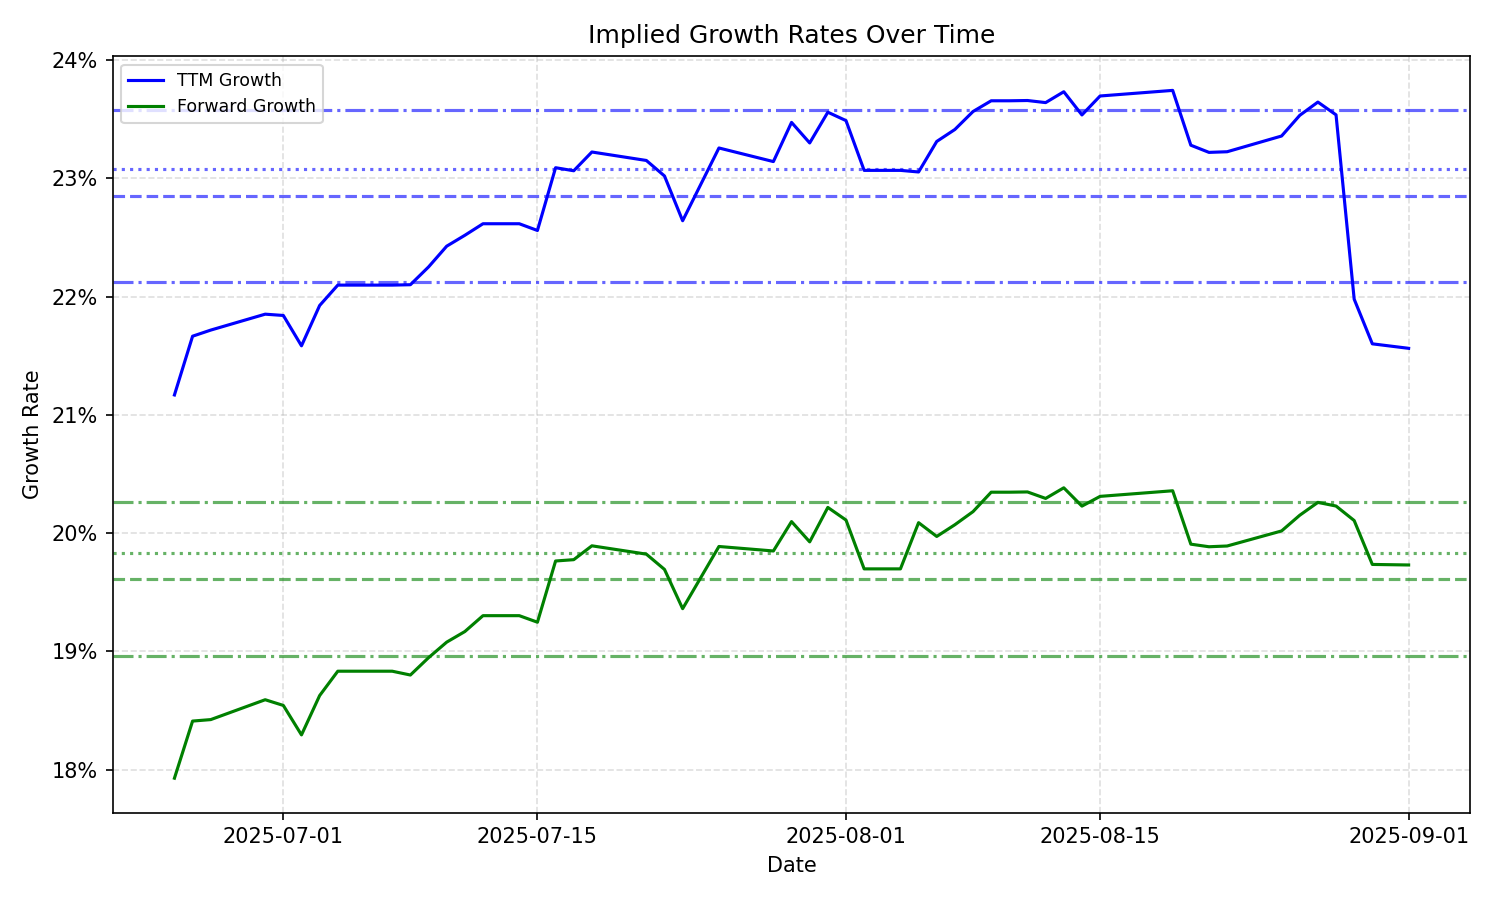 Implied Growth Rates Over Time
TTM Growth
Forward Growth
24%
23%
22%
21%
20%
19%
18%
Growth Rate
2025-07-01
2025-07-15
2025-08-01
2025-08-15
2025-09-01
Date